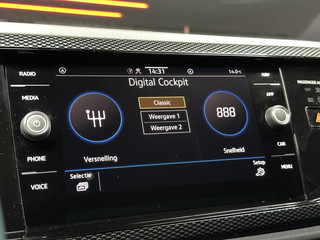 RADIO
14:31
14.0°C
NAV
Digital Cockpit
MEDIA
Classic
888
APP
Weergave 1
Weergave 2
PHONE
Versnelling
Snelheid
CAR
VOICE
Selectie
Setup
MENU